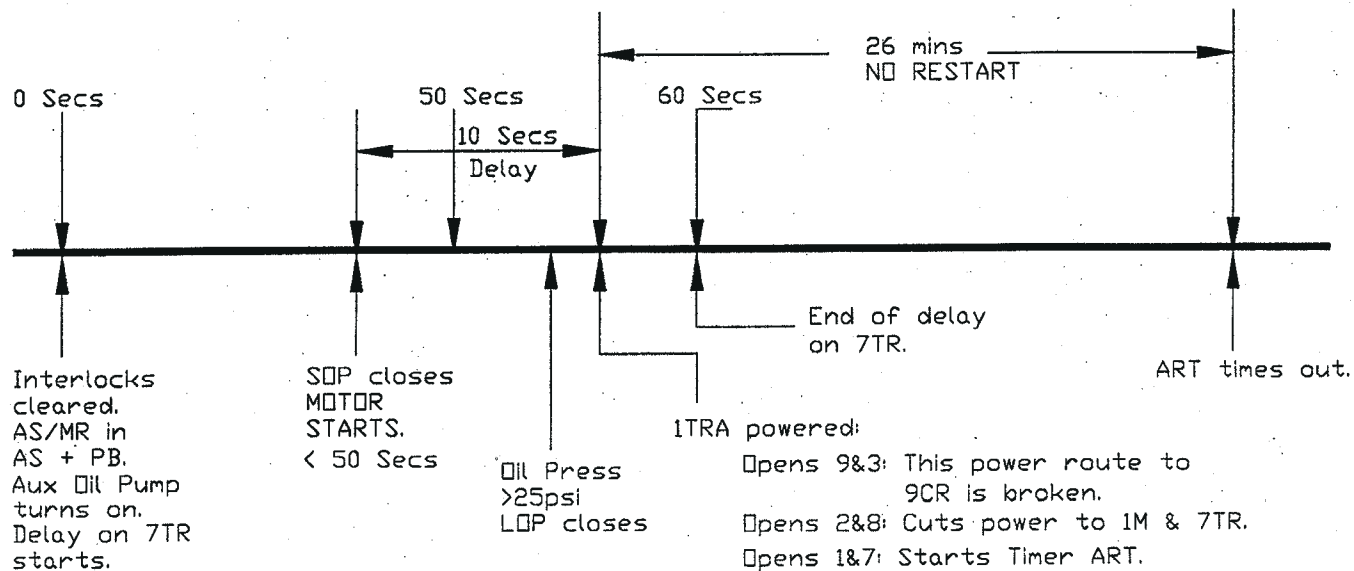 26 mins
NO RESTART
0 Secs
50 Secs
60 Secs
10 Secs
Delay
End of delay
on 7TR.
Interlocks
cleared.
AS/MR in
AS + PB.
Aux Oil Pump
turns on.
Delay on 7TR
starts.
SOP closes
MOTOR
STARTS.
< 50 Secs
Oil Press
>25psi
LOP closes
1TRA powered:
Opens 9&3: This power route to
9CR is broken.
Opens 2&8: Cuts power to 1M & 7TR.
Opens 1&7: Starts Timer ART.
ART times out.